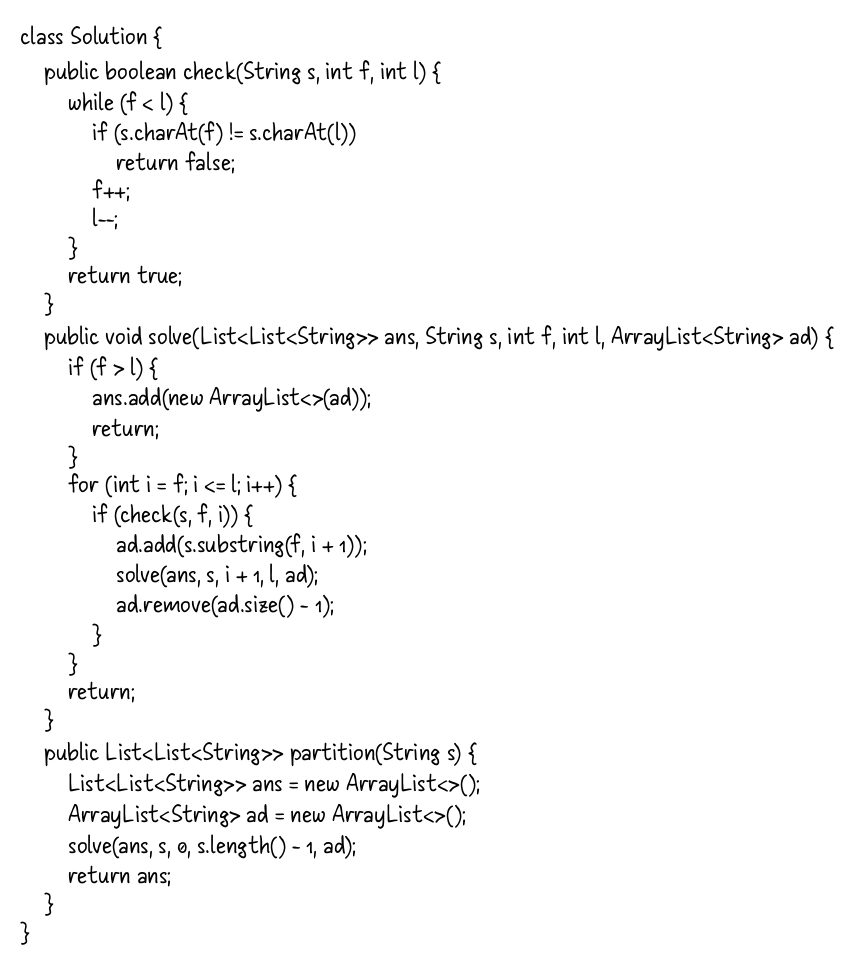 class Solution {
    public boolean check(String s, int f, int l) {
        while (f < l) {
            if (s.charAt(f) != s.charAt(l))
                return false;
            f++;
            l--;
        }
        return true;
    }
    public void solve(List<List<String>> ans, String s, int f, int l, ArrayList<String> ad) {
        if (f > l) {
            ans.add(new ArrayList<>(ad));
            return;
        }
        for (int i = f; i <= l; i++) {
            if (check(s, f, i)) {
                ad.add(s.substring(f, i + 1));
                solve(ans, s, i + 1, l, ad);
                ad.remove(ad.size() - 1);
            }
        }
        return;
    }
    public List<List<String>> partition(String s) {
        List<List<String>> ans = new ArrayList<>();
        ArrayList<String> ad = new ArrayList<>();
        solve(ans, s, 0, s.length() - 1, ad);
        return ans;
    }
}